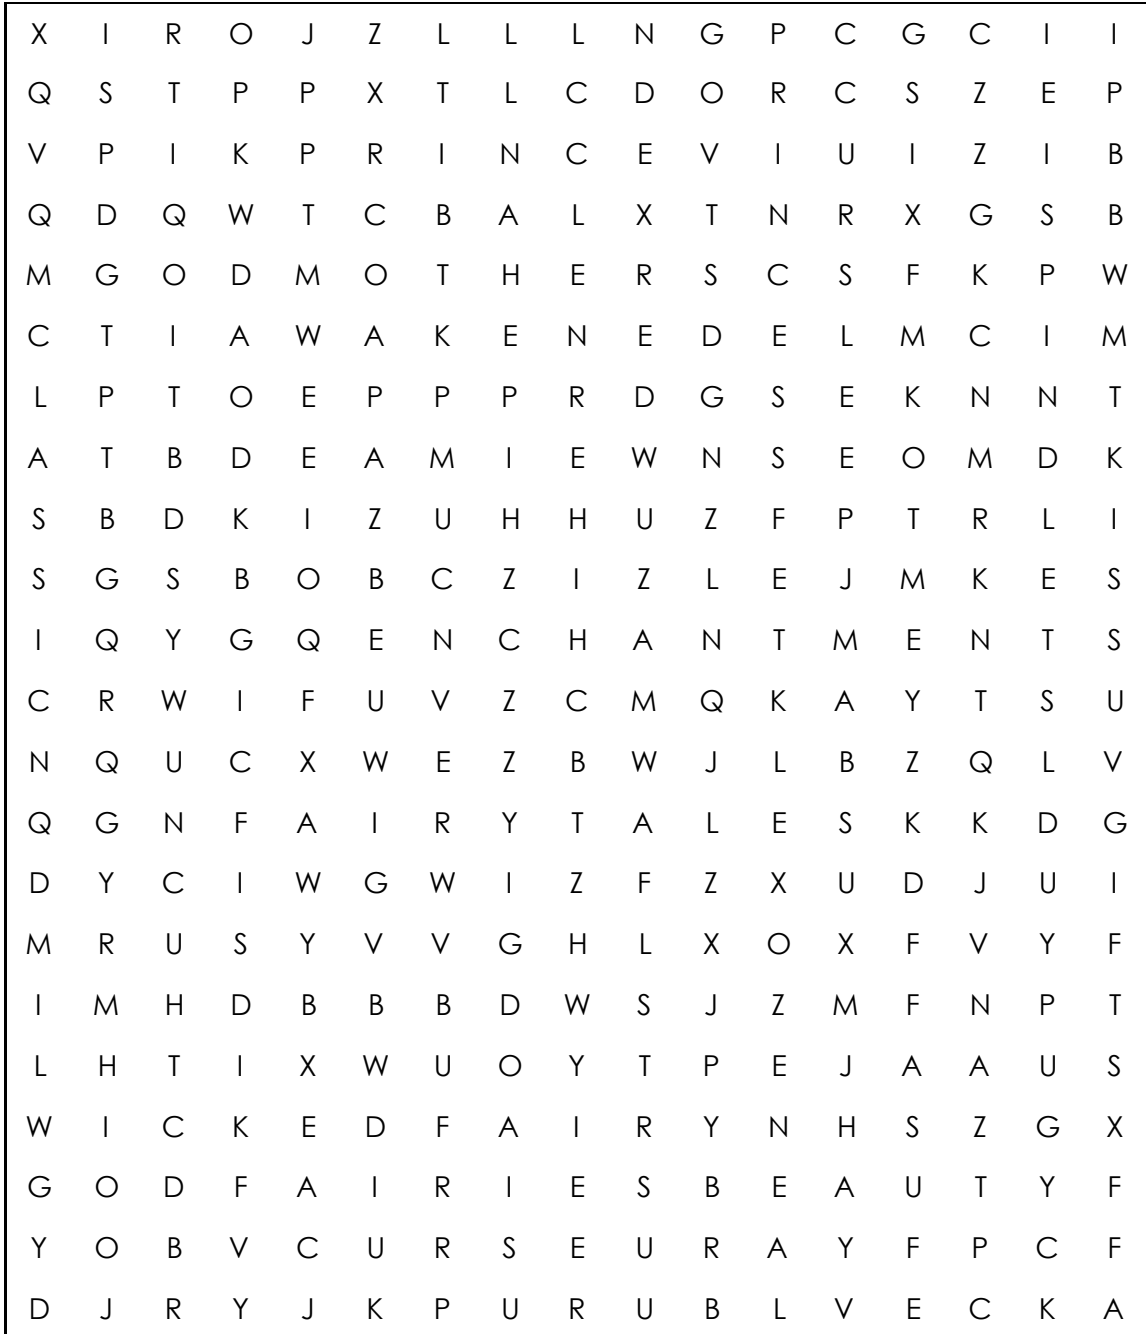 X I R O J Z L L L N G P C G C I I
Q S T P P X T L C D O R C S Z E P
V P I K P R I N C E V I U I Z I B
Q D Q W T C B A L X T N R X G S B
M G O D M O T H E R S C S F K P W
C T I A W A K E N E D E L M C I M
L P T O E P P P R D G S E K N N T
A T B D E A M I E W N S E O M D K
S B D K I Z U H H U Z F P T R L I
S G S B O B C Z I Z L E J M K E S
I Q Y G Q E N C H A N T M E N T S
C R W I F U V Z C M Q K A Y T S U
N Q U C X W E Z B W J L B Z Q L V
Q G N F A I R Y T A L E S K K D G
D Y C I W G W I Z F Z X U D J U I
M R U S Y V V G H L X O X F V Y F
I M H D B B B D W S J Z M F N P T
L H T I X W U O Y T P E J A A U S
W I C K E D F A I R Y N H S Z G X
G O D F A I R I E S B E A U T Y F
Y O B V C U R S E U R A Y F P C F
D J R Y J K P U R U B L V E C K A